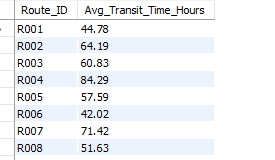 Route_ID Avg_Transit_Time_Hours
R001 44.78
R002 64.19
R003 60.83
R004 84.29
R005 57.59
R006 42.02
R007 71.42
R008 51.63